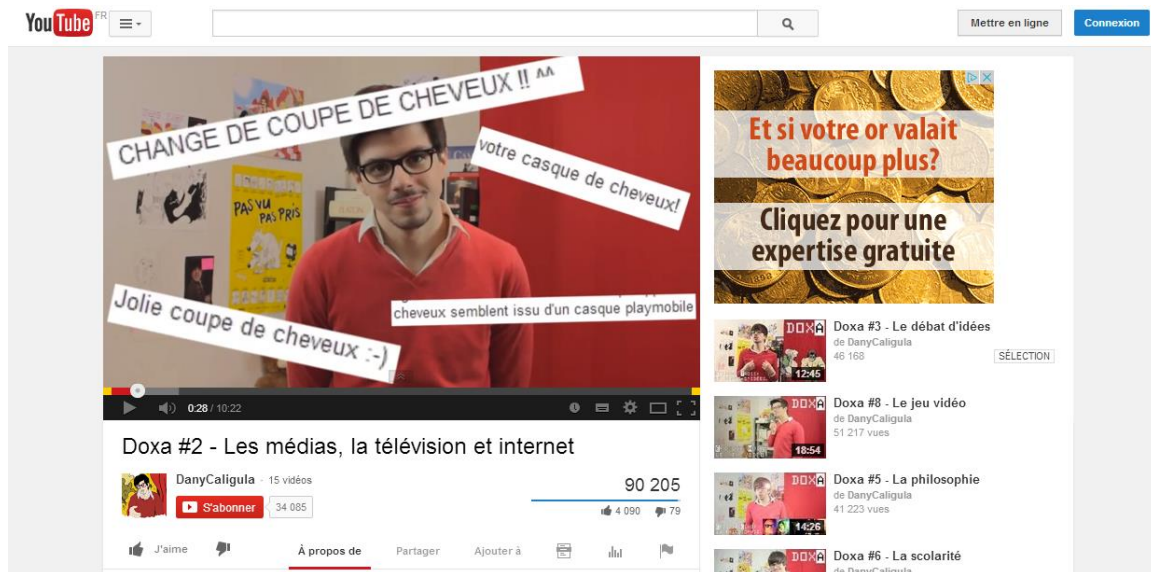 YouTube FR
Mettre en ligne
Connexion
CHANGE DE COUPE DE CHEVEUX !! ^^
votre casque de cheveux!
PAS VU
PAS PRIS
Jolie coupe de cheveux :-)
cheveux semblent issu d'un casque playmobile
0:28 / 10:22
Doxa #2 - Les médias, la télévision et internet
DanyCaligula · 15 vidéos
S'abonner
34 085
90 205
4 090
79
J'aime
À propos de
Partager
Ajouter à
Et si votre or valait
beaucoup plus?
Cliquez pour une
expertise gratuite
DOXA
12:45
Doxa #3 - Le débat d'idées
de DanyCaligula
46 168
SÉLECTION
DOXA
18:54
Doxa #8 - Le jeu vidéo
de DanyCaligula
51 217 vues
DOXA
14:26
Doxa #5 - La philosophie
de DanyCaligula
41 223 vues
DOXA
Doxa #6 - La scolarité
de DanyCaligula